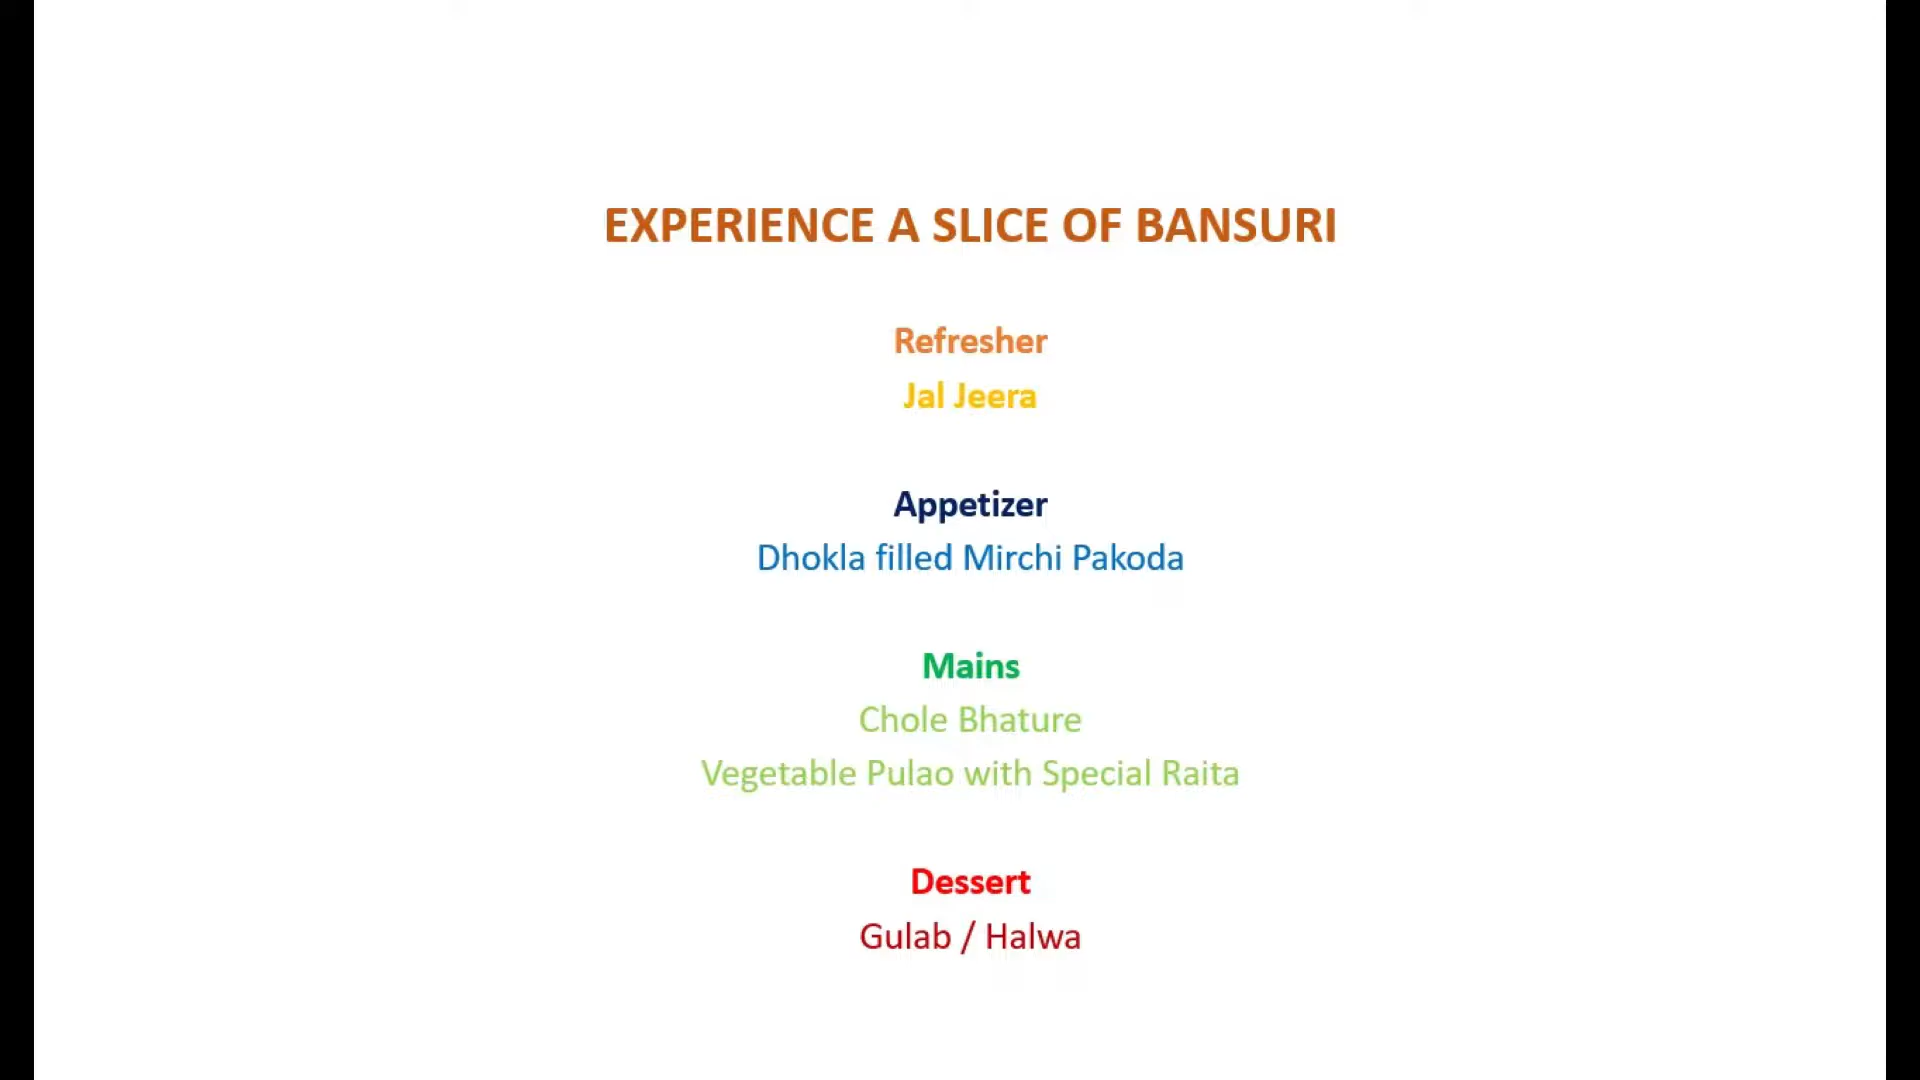 EXPERIENCE A SLICE OF BANSURI
Refresher
Jal Jeera
Appetizer
Dhokla filled Mirchi Pakoda
Mains
Chole Bhature
Vegetable Pulao with Special Raita
Dessert
Gulab / Halwa